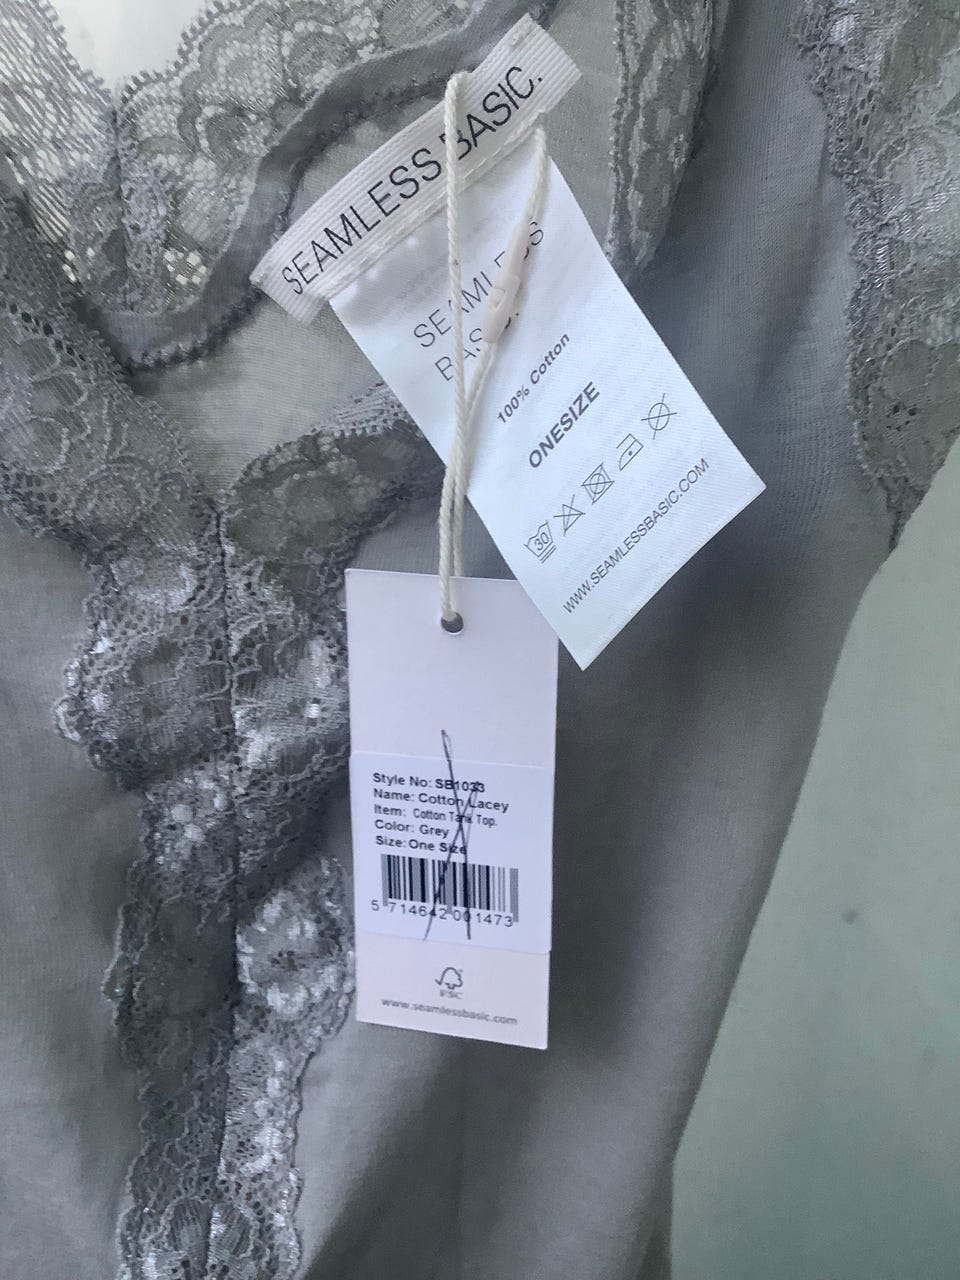 SEAMLESS BASIC.
SEAMLESS
BASIC.
100% Cotton
ONESIZE
30
WWW.SEAMLESSBASIC.COM
Style No: SB1033
Name: Cotton Lacey
Item: Cotton Tank Top.
Color: Grey
Size: One Size
5 714642 001473
FSC
www.seamlessbasic.com